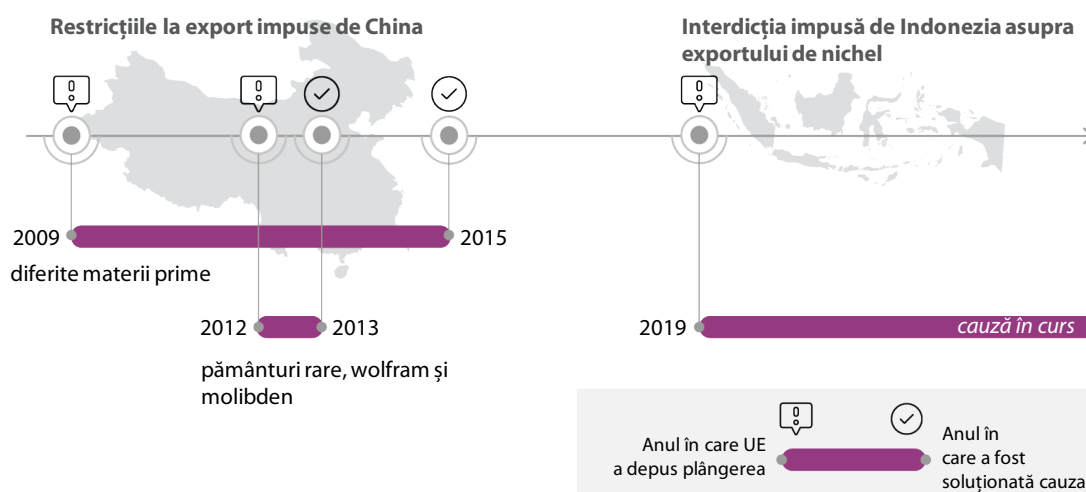 Restricțiile la export impuse de China
Interdicția impusă de Indonezia asupra
exportului de nichel
2009
2015
diferite materii prime
2012
2013
pământuri rare, wolfram și
molibden
2019
cauză în curs
Anul în care UE
a depus plângerea
Anul în
care a fost
soluționată cauza